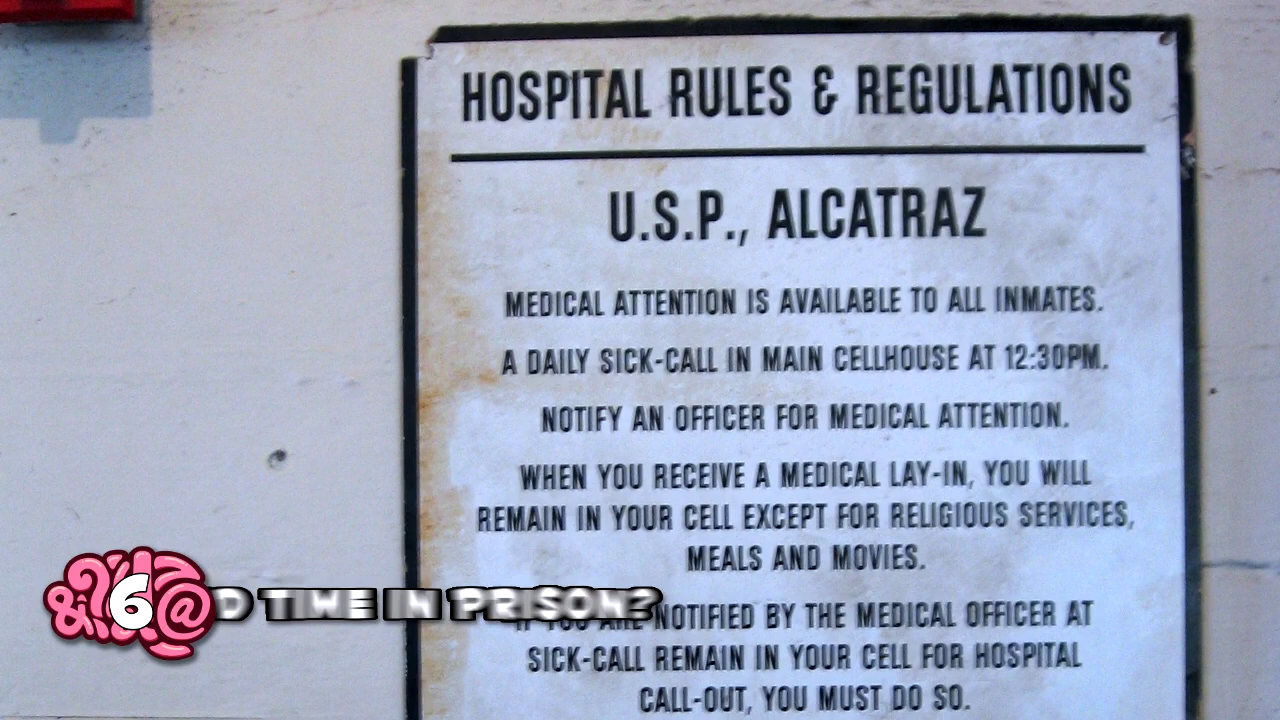 HOSPITAL RULES & REGULATIONS
U.S.P., ALCATRAZ
MEDICAL ATTENTION IS AVAILABLE TO ALL INMATES.
A DAILY SICK-CALL IN MAIN CELLHOUSE AT 12:30PM.
NOTIFY AN OFFICER FOR MEDICAL ATTENTION.
WHEN YOU RECEIVE A MEDICAL LAY-IN, YOU WILL
REMAIN IN YOUR CELL EXCEPT FOR RELIGIOUS SERVICES,
MEALS AND MOVIES.
6
D TIME IN PRISON?
IF YOU ARE NOTIFIED BY THE MEDICAL OFFICER AT
SICK-CALL REMAIN IN YOUR CELL FOR HOSPITAL
CALL-OUT, YOU MUST DO SO.